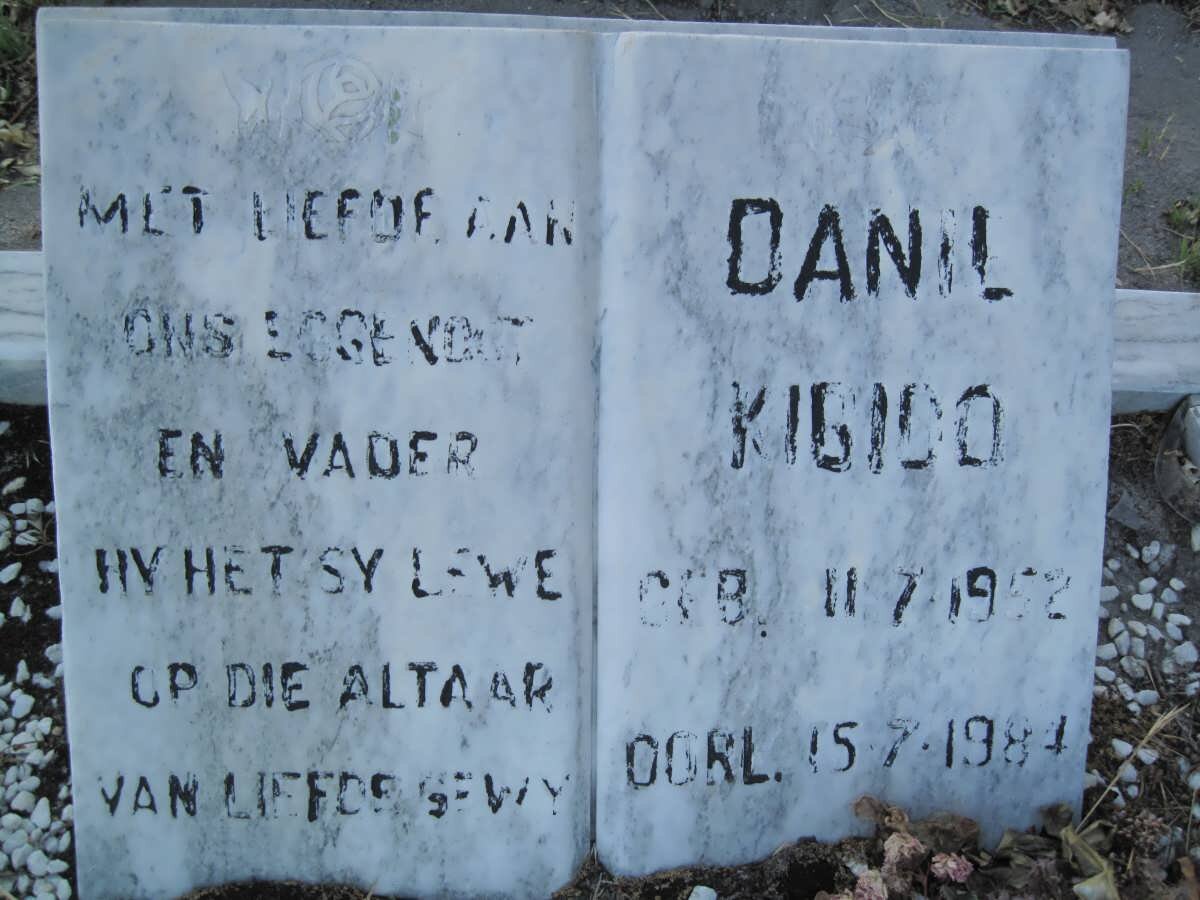 MET LIEFDE AAN
ONS EGGENOOT
EN VADER
HY HET SY LEWE
OP DIE ALTAAR
VAN LIEFDE GEWY
DANIL
KIBIDO
GEB. 11.7.1952
OORL. 15.7.1984